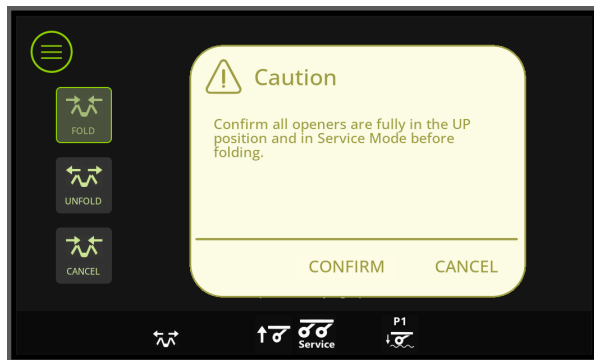 Caution
Confirm all openers are fully in the UP
position and in Service Mode before
folding.
CONFIRM CANCEL
FOLD
UNFOLD
CANCEL
Service
P1